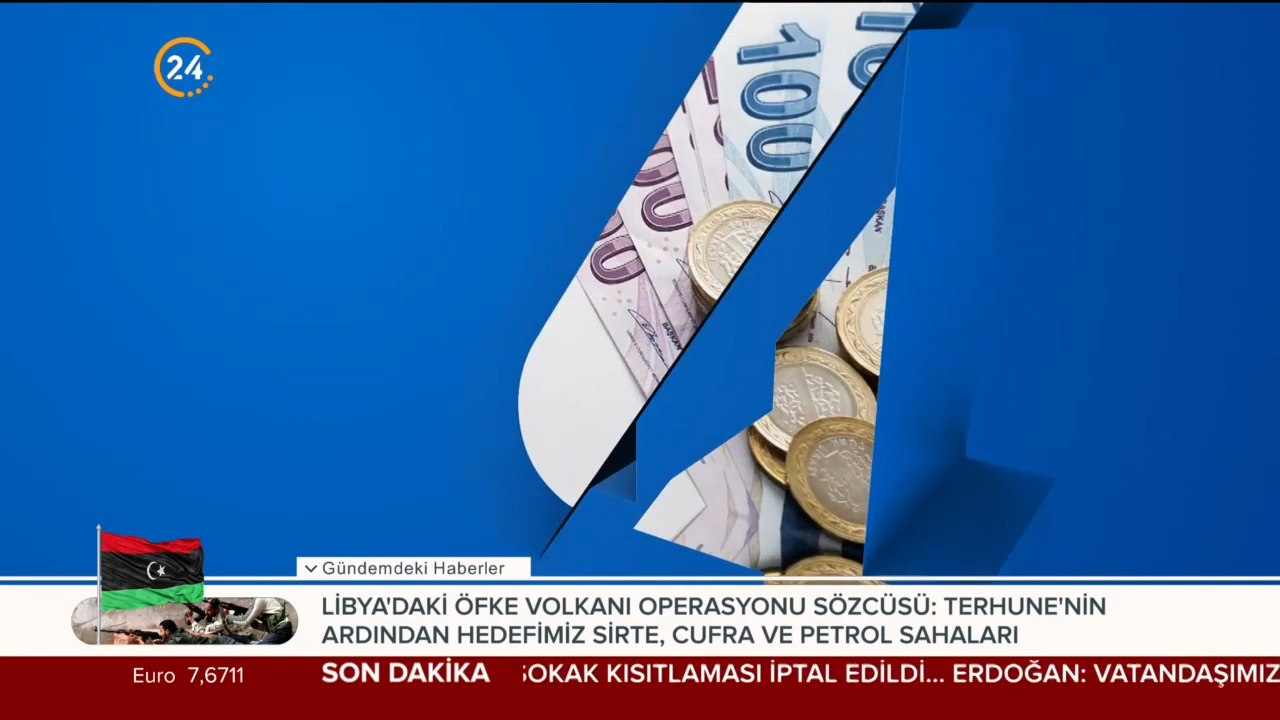 24
100
Gündemdeki Haberler
LİBYA'DAKİ ÖFKE VOLKANI OPERASYONU SÖZCÜSÜ: TERHUNE'NİN
ARDINDAN HEDEFİMİZ SİRTE, CUFRA VE PETROL SAHALARI
Euro 7,6711
SON DAKİKA
SOKAK KISITLAMASI İPTAL EDİLDİ... ERDOĞAN: VATANDAŞIMIZ